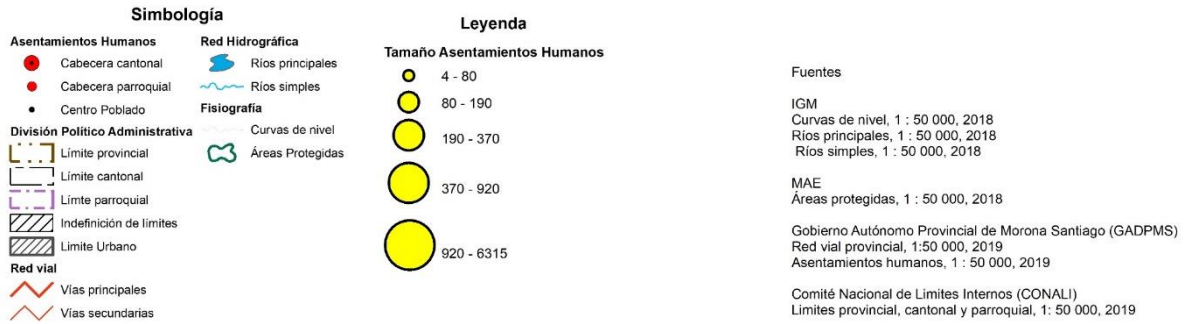 Simbología
Asentamientos Humanos
Cabecera cantonal
Cabecera parroquial
Centro Poblado
División Político Administrativa
Límite provincial
Límite cantonal
Límte parroquial
Indefinición de límites
Limite Urbano
Red vial
Vías principales
Vías secundarias
Red Hidrográfica
Ríos principales
Ríos simples
Fisiografía
Curvas de nivel
Áreas Protegidas
Leyenda
Tamaño Asentamientos Humanos
4 - 80
80 - 190
190 - 370
370 - 920
920 - 6315
Fuentes
IGM
Curvas de nivel, 1 : 50 000, 2018
Ríos principales, 1 : 50 000, 2018
Ríos simples, 1 : 50 000, 2018
MAE
Áreas protegidas, 1 : 50 000, 2018
Gobierno Autónomo Provincial de Morona Santiago (GADPMS)
Red vial provincial, 1:50 000, 2019
Asentamientos humanos, 1 : 50 000, 2019
Comité Nacional de Limites Internos (CONALI)
Limites provincial, cantonal y parroquial, 1: 50 000, 2019